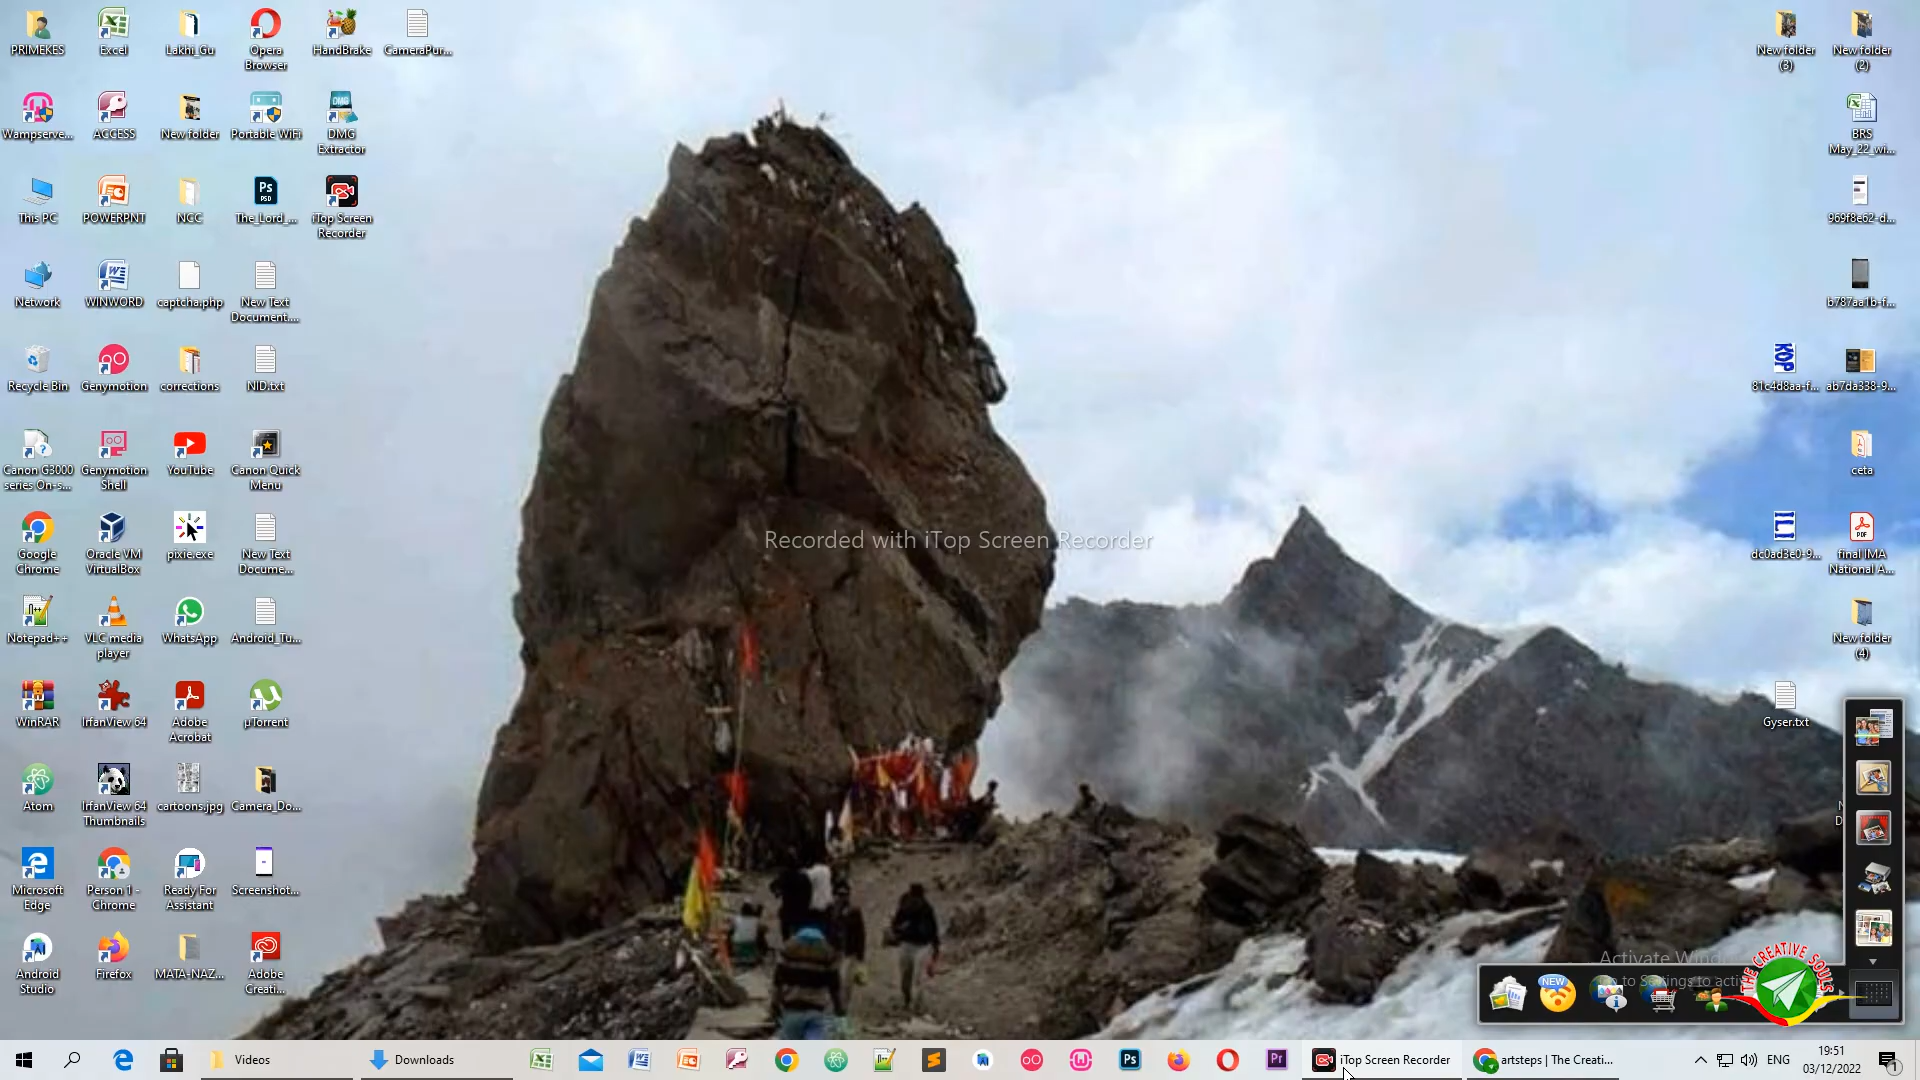 PRIMEKES
Excel
Lakhi_Gu
Opera
Browser
HandBrake
CameraPur...
New folder
(3)
New folder
(2)
Wampserve...
ACCESS
New folder
Portable WiFi
DMG
Extractor
BRS
May_22_wi...
This PC
POWERPNT
NCC
The_Lord_...
iTop Screen
Recorder
969f8e62-d...
Network
WINWORD
captcha.php
New Text
Document....
b787aa1b-f...
Recycle Bin
Genymotion
corrections
NID.txt
81c4d8aa-f...
ab7da338-9...
Canon G3000
series On-s...
Genymotion
Shell
YouTube
Canon Quick
Menu
ceta
Google
Chrome
Oracle VM
VirtualBox
pixie.exe
New Text
Docume...
Recorded with iTop Screen Recorder
dc0ad3e0-9...
final IMA
National A...
Notepad++
VLC media
player
WhatsApp
Android_Tu...
New folder
(4)
WinRAR
IrfanView 64
Adobe
Acrobat
µTorrent
Gyser.txt
Atom
IrfanView 64
Thumbnails
cartoons.jpg
Camera_Do...
Microsoft
Edge
Person 1 -
Chrome
Ready For
Assistant
Screenshot...
Android
Studio
Firefox
MATA-NAZ...
Adobe
Creati...
NEW
THE CREATIVE SOULS
Videos
Downloads
iTop Screen Recorder
artsteps | The Creati...
ENG
19:51
03/12/2022